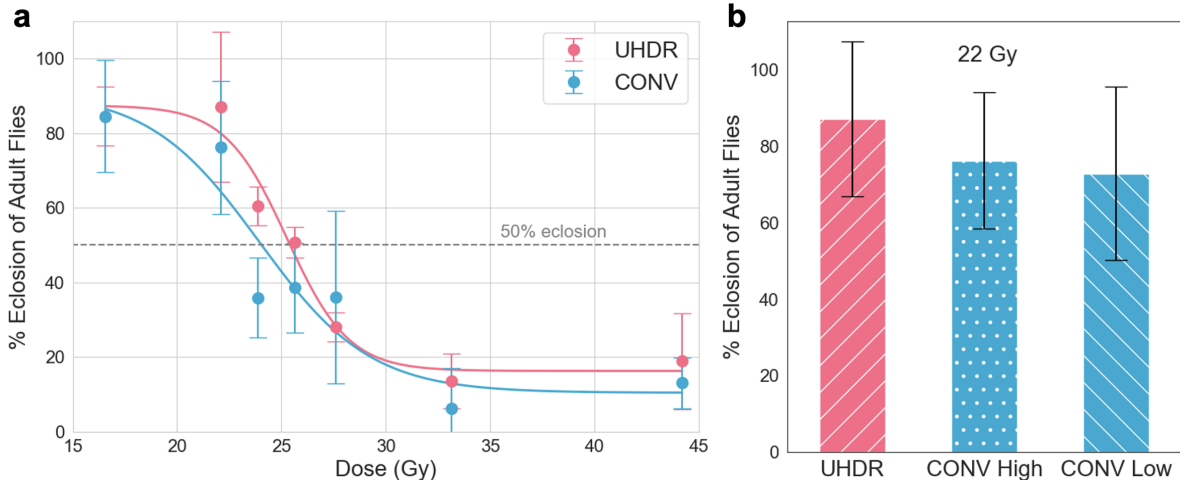 a
% Eclosion of Adult Flies
100
80
60
40
20
0
15
20
25
30
35
40
45
Dose (Gy)
UHDR
CONV
50% eclosion
b
% Eclosion of Adult Flies
100
80
60
40
20
0
22 Gy
UHDR
CONV High
CONV Low